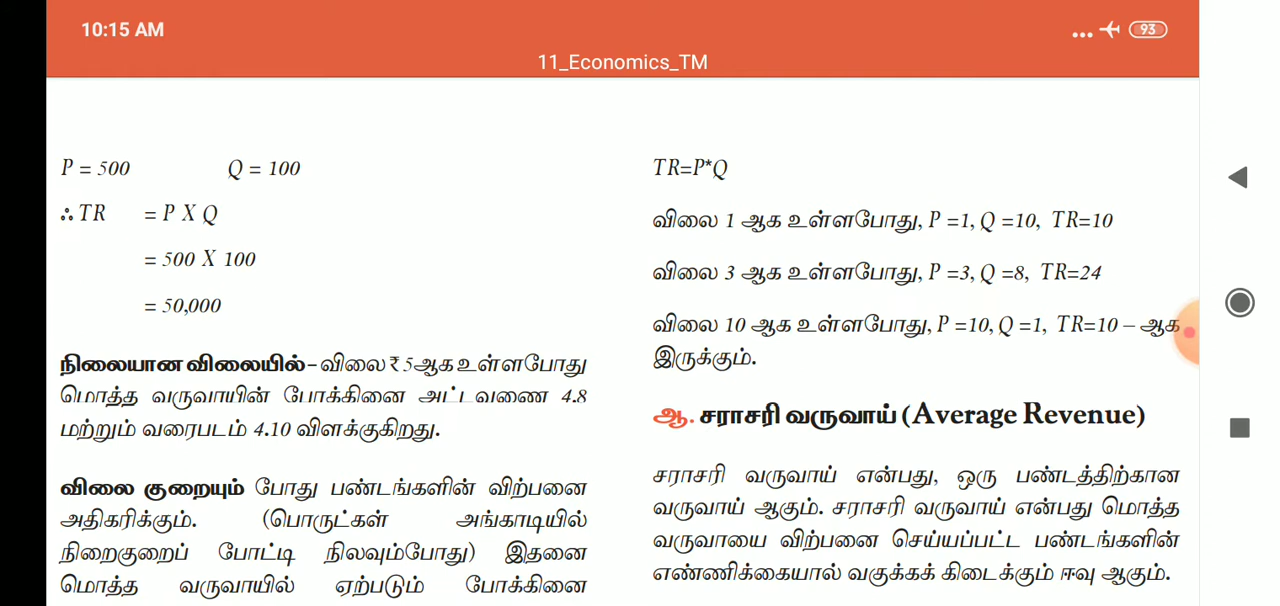 10:15 AM
93
11_Economics_TM
P = 500 Q = 100
∴ TR = P X Q
= 500 X 100
= 50,000
நிலையான விலையில் – விலை ₹ 5 ஆக உள்ளபோது
மொத்த வருவாயின் போக்கினை அட்டவணை 4.8
மற்றும் வரைபடம் 4.10 விளக்குகிறது.
விலை குறையும் போது பண்டங்களின் விற்பனை
அதிகரிக்கும். (பொருட்கள் அங்காடியில்
நிறைகுறைப் போட்டி நிலவும்போது) இதனை
மொத்த வருவாயில் ஏற்படும் போக்கினை
TR=P*Q
விலை 1 ஆக உள்ளபோது, P =1, Q =10, TR=10
விலை 3 ஆக உள்ளபோது, P =3, Q =8, TR=24
விலை 10 ஆக உள்ளபோது, P =10, Q =1, TR=10 – ஆக
இருக்கும்.
ஆ. சராசரி வருவாய் (Average Revenue)
சராசரி வருவாய் என்பது, ஒரு பண்டத்திற்கான
வருவாய் ஆகும். சராசரி வருவாய் என்பது மொத்த
வருவாயை விற்பனை செய்யப்பட்ட பண்டங்களின்
எண்ணிக்கையால் வகுக்கக் கிடைக்கும் ஈவு ஆகும்.